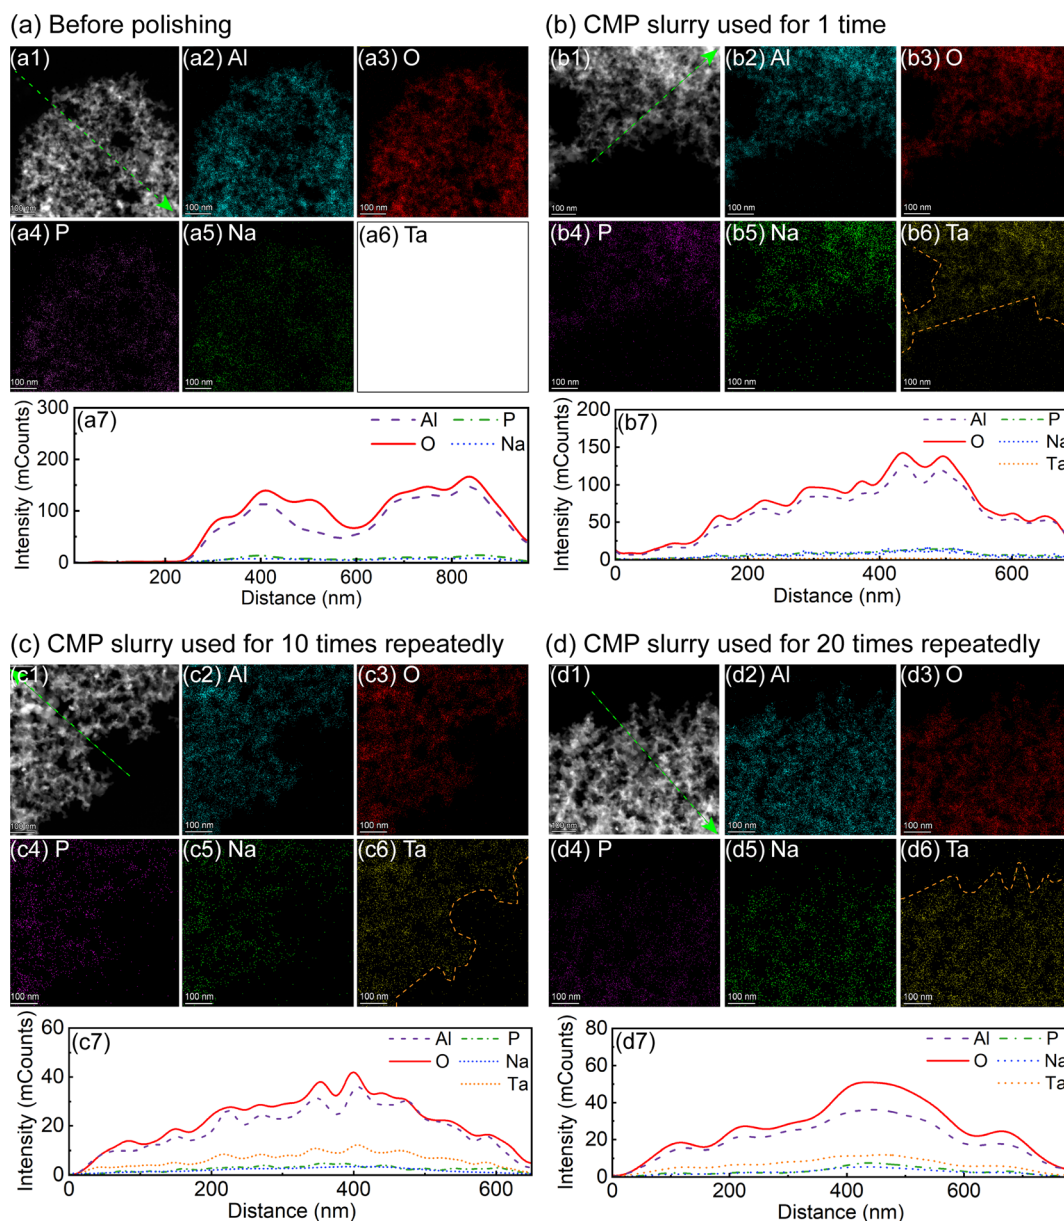 (a) Before polishing
(a1)
(a2) Al
(a3) O
100 nm
100 nm
100 nm
(a4) P
(a5) Na
(a6) Ta
100 nm
100 nm
(a7)
Al
P
O
Na
Intensity (mCounts)
300
200
100
0
200
400
600
800
Distance (nm)
(b) CMP slurry used for 1 time
(b1)
(b2) Al
(b3) O
100 nm
100 nm
100 nm
(b4) P
(b5) Na
(b6) Ta
100 nm
100 nm
100 nm
(b7)
Al
P
O
Na
Ta
Intensity (mCounts)
200
150
100
50
0
0
200
400
600
Distance (nm)
(c) CMP slurry used for 10 times repeatedly
(c1)
(c2) Al
(c3) O
100 nm
100 nm
100 nm
(c4) P
(c5) Na
(c6) Ta
100 nm
100 nm
100 nm
(c7)
Al
P
O
Na
Ta
Intensity (mCounts)
60
40
20
0
0
200
400
600
Distance (nm)
(d) CMP slurry used for 20 times repeatedly
(d1)
(d2) Al
(d3) O
100 nm
100 nm
100 nm
(d4) P
(d5) Na
(d6) Ta
100 nm
100 nm
100 nm
(d7)
Al
P
O
Na
Ta
Intensity (mCounts)
80
60
40
20
0
0
200
400
600
Distance (nm)